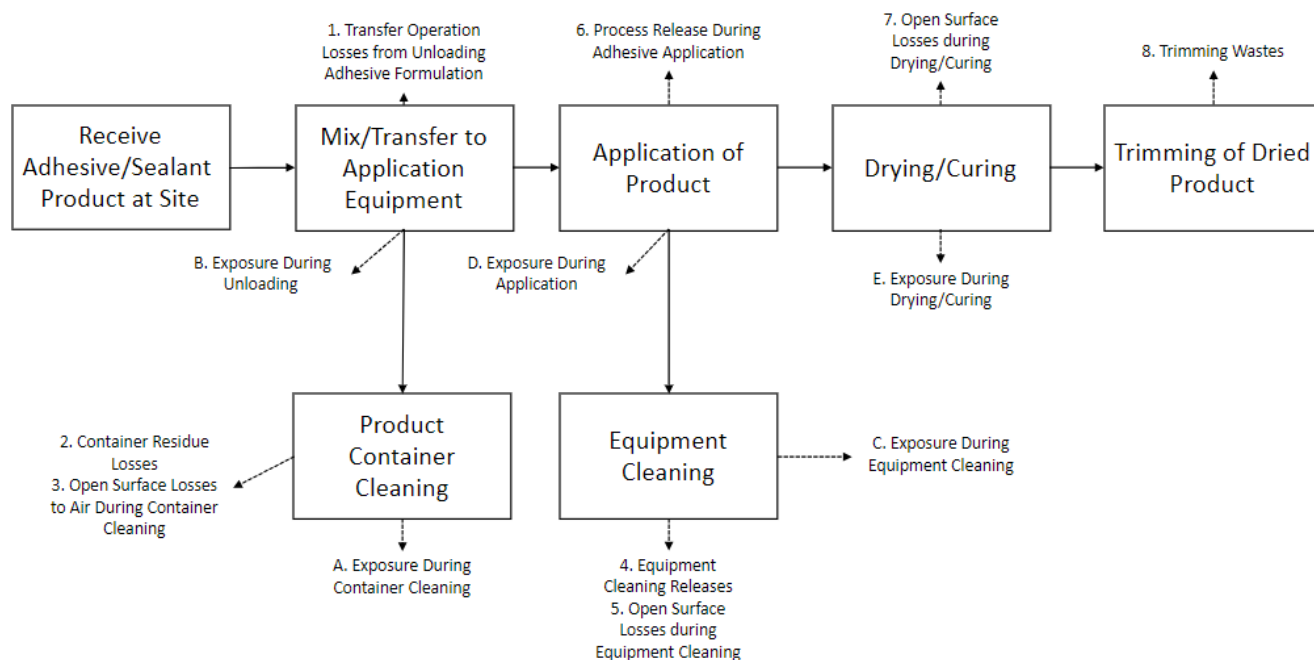 1. Transfer Operation
Losses from Unloading
Adhesive Formulation
6. Process Release During
Adhesive Application
7. Open Surface
Losses during
Drying/Curing
8. Trimming Wastes
Receive
Adhesive/Sealant
Product at Site
Mix/Transfer to
Application
Equipment
Application of
Product
Drying/Curing
Trimming of Dried
Product
B. Exposure During
Unloading
D. Exposure During
Application
E. Exposure During
Drying/Curing
2. Container Residue
Losses
3. Open Surface Losses
to Air During Container
Cleaning
Product
Container
Cleaning
Equipment
Cleaning
C. Exposure During
Equipment Cleaning
A. Exposure During
Container Cleaning
4. Equipment
Cleaning Releases
5. Open Surface
Losses during
Equipment Cleaning